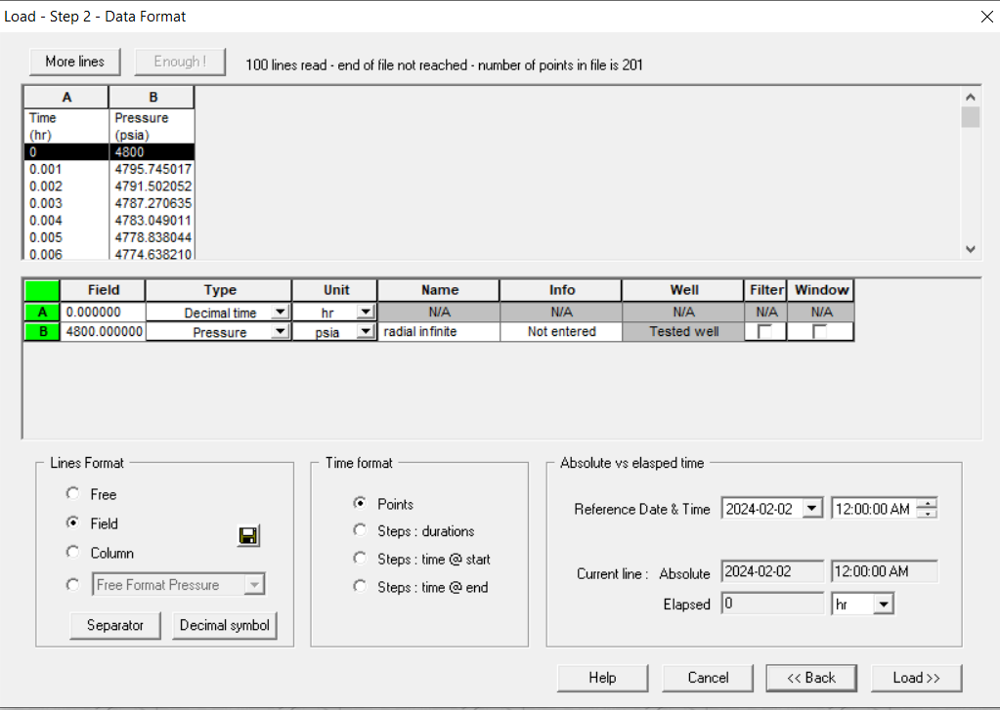 Load - Step 2 - Data Format
More lines Enough ! 100 lines read - end of file not reached - number of points in file is 201
A B
Time Pressure
(hr) (psia)
0 4800
0.001 4795.745017
0.002 4791.502052
0.003 4787.270635
0.004 4783.049011
0.005 4778.838044
0.006 4774.638210
Field Type Unit Name Info Well Filter Window
A 0.000000 Decimal time hr N/A N/A N/A N/A N/A
B 4800.000000 Pressure psia radial infinite Not entered Tested well
Lines Format
Free
Field
Column
Free Format Pressure
Separator Decimal symbol
Time format
Points
Steps : durations
Steps : time @ start
Steps : time @ end
Absolute vs elasped time
Reference Date & Time 2024-02-02 12:00:00 AM
Current line : Absolute 2024-02-02 12:00:00 AM
Elapsed 0 hr
Help Cancel << Back Load >>